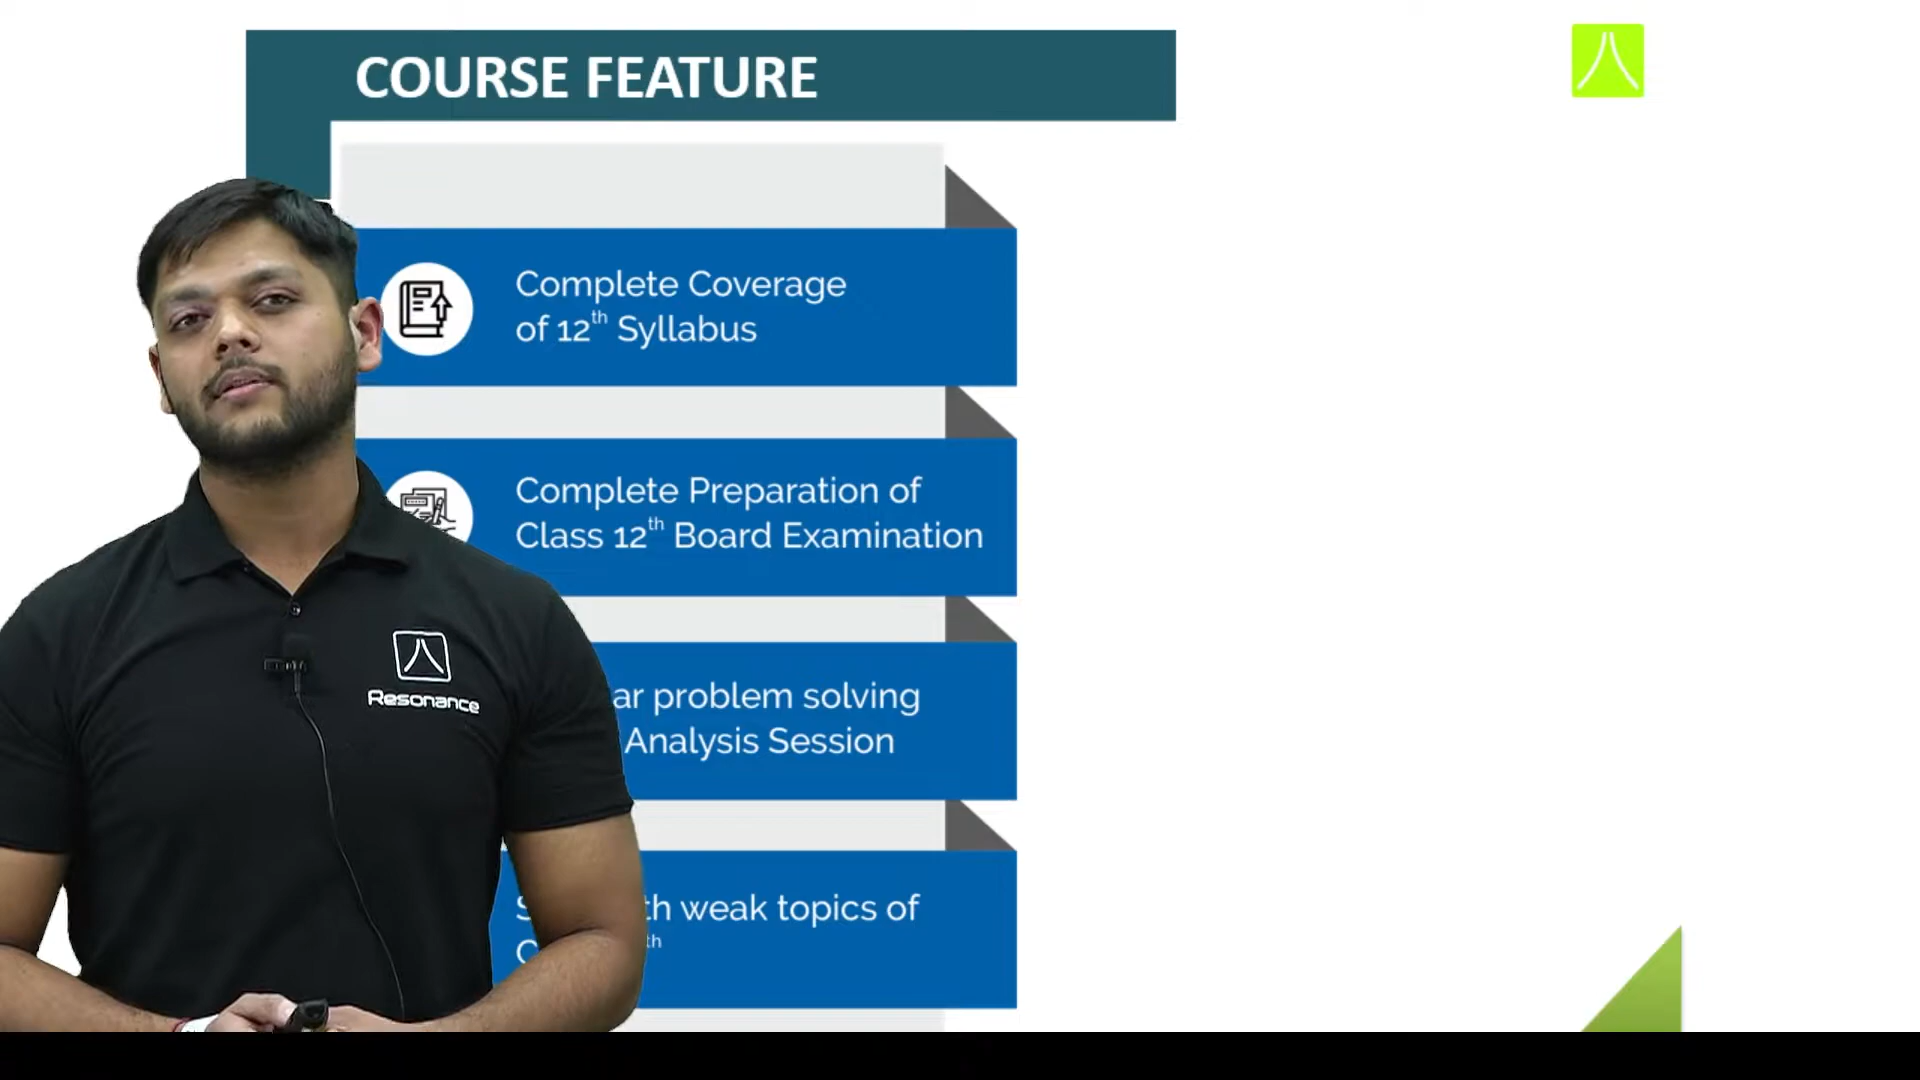 COURSE FEATURE
Complete Coverage
of 12th Syllabus
Complete Preparation of
Class 12th Board Examination
problem solving
Analysis Session
weak topics of
th
Resonance